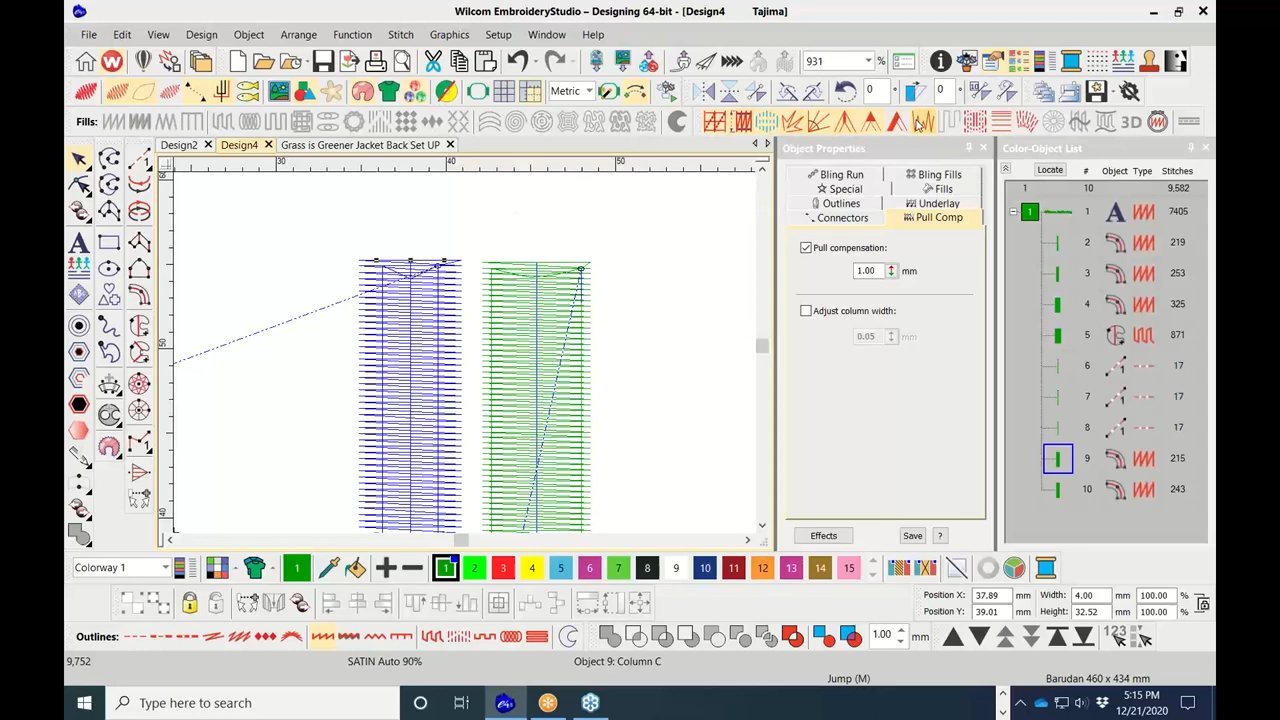 Wilcom EmbroideryStudio – Designing 64-bit - [Design4 Tajima]
File Edit View Design Object Arrange Function Stitch Graphics Setup Window Help
931
Metric 0 0
Fills: 3D
Design2 Design4 Grass is Greener Jacket Back Set UP
30 40 50
50
40
Object Properties
Bling Run Bling Fills
Special Fills
Outlines Underlay
Connectors Pull Comp
Pull compensation:
1.00 mm
Adjust column width:
0.05 mm
Effects Save ?
Color-Object List
Locate # Object Type Stitches
1 10 9,582
1 1 A 7405
2 219
3 253
4 325
5 871
6 17
7 17
8 17
9 215
10 243
Colorway 1 1 1 2 3 4 5 6 7 8 9 10 11 12 13 14 15
Position X: 37.89 mm Width: 4.00 mm 100.00 %
Position Y: 39.01 mm Height: 32.52 mm 100.00 %
Outlines: 1.00 mm 123
9,752 SATIN Auto 90% Object 9: Column C
Jump (M) Barudan 460 x 434 mm
Type here to search
5:15 PM
12/21/2020